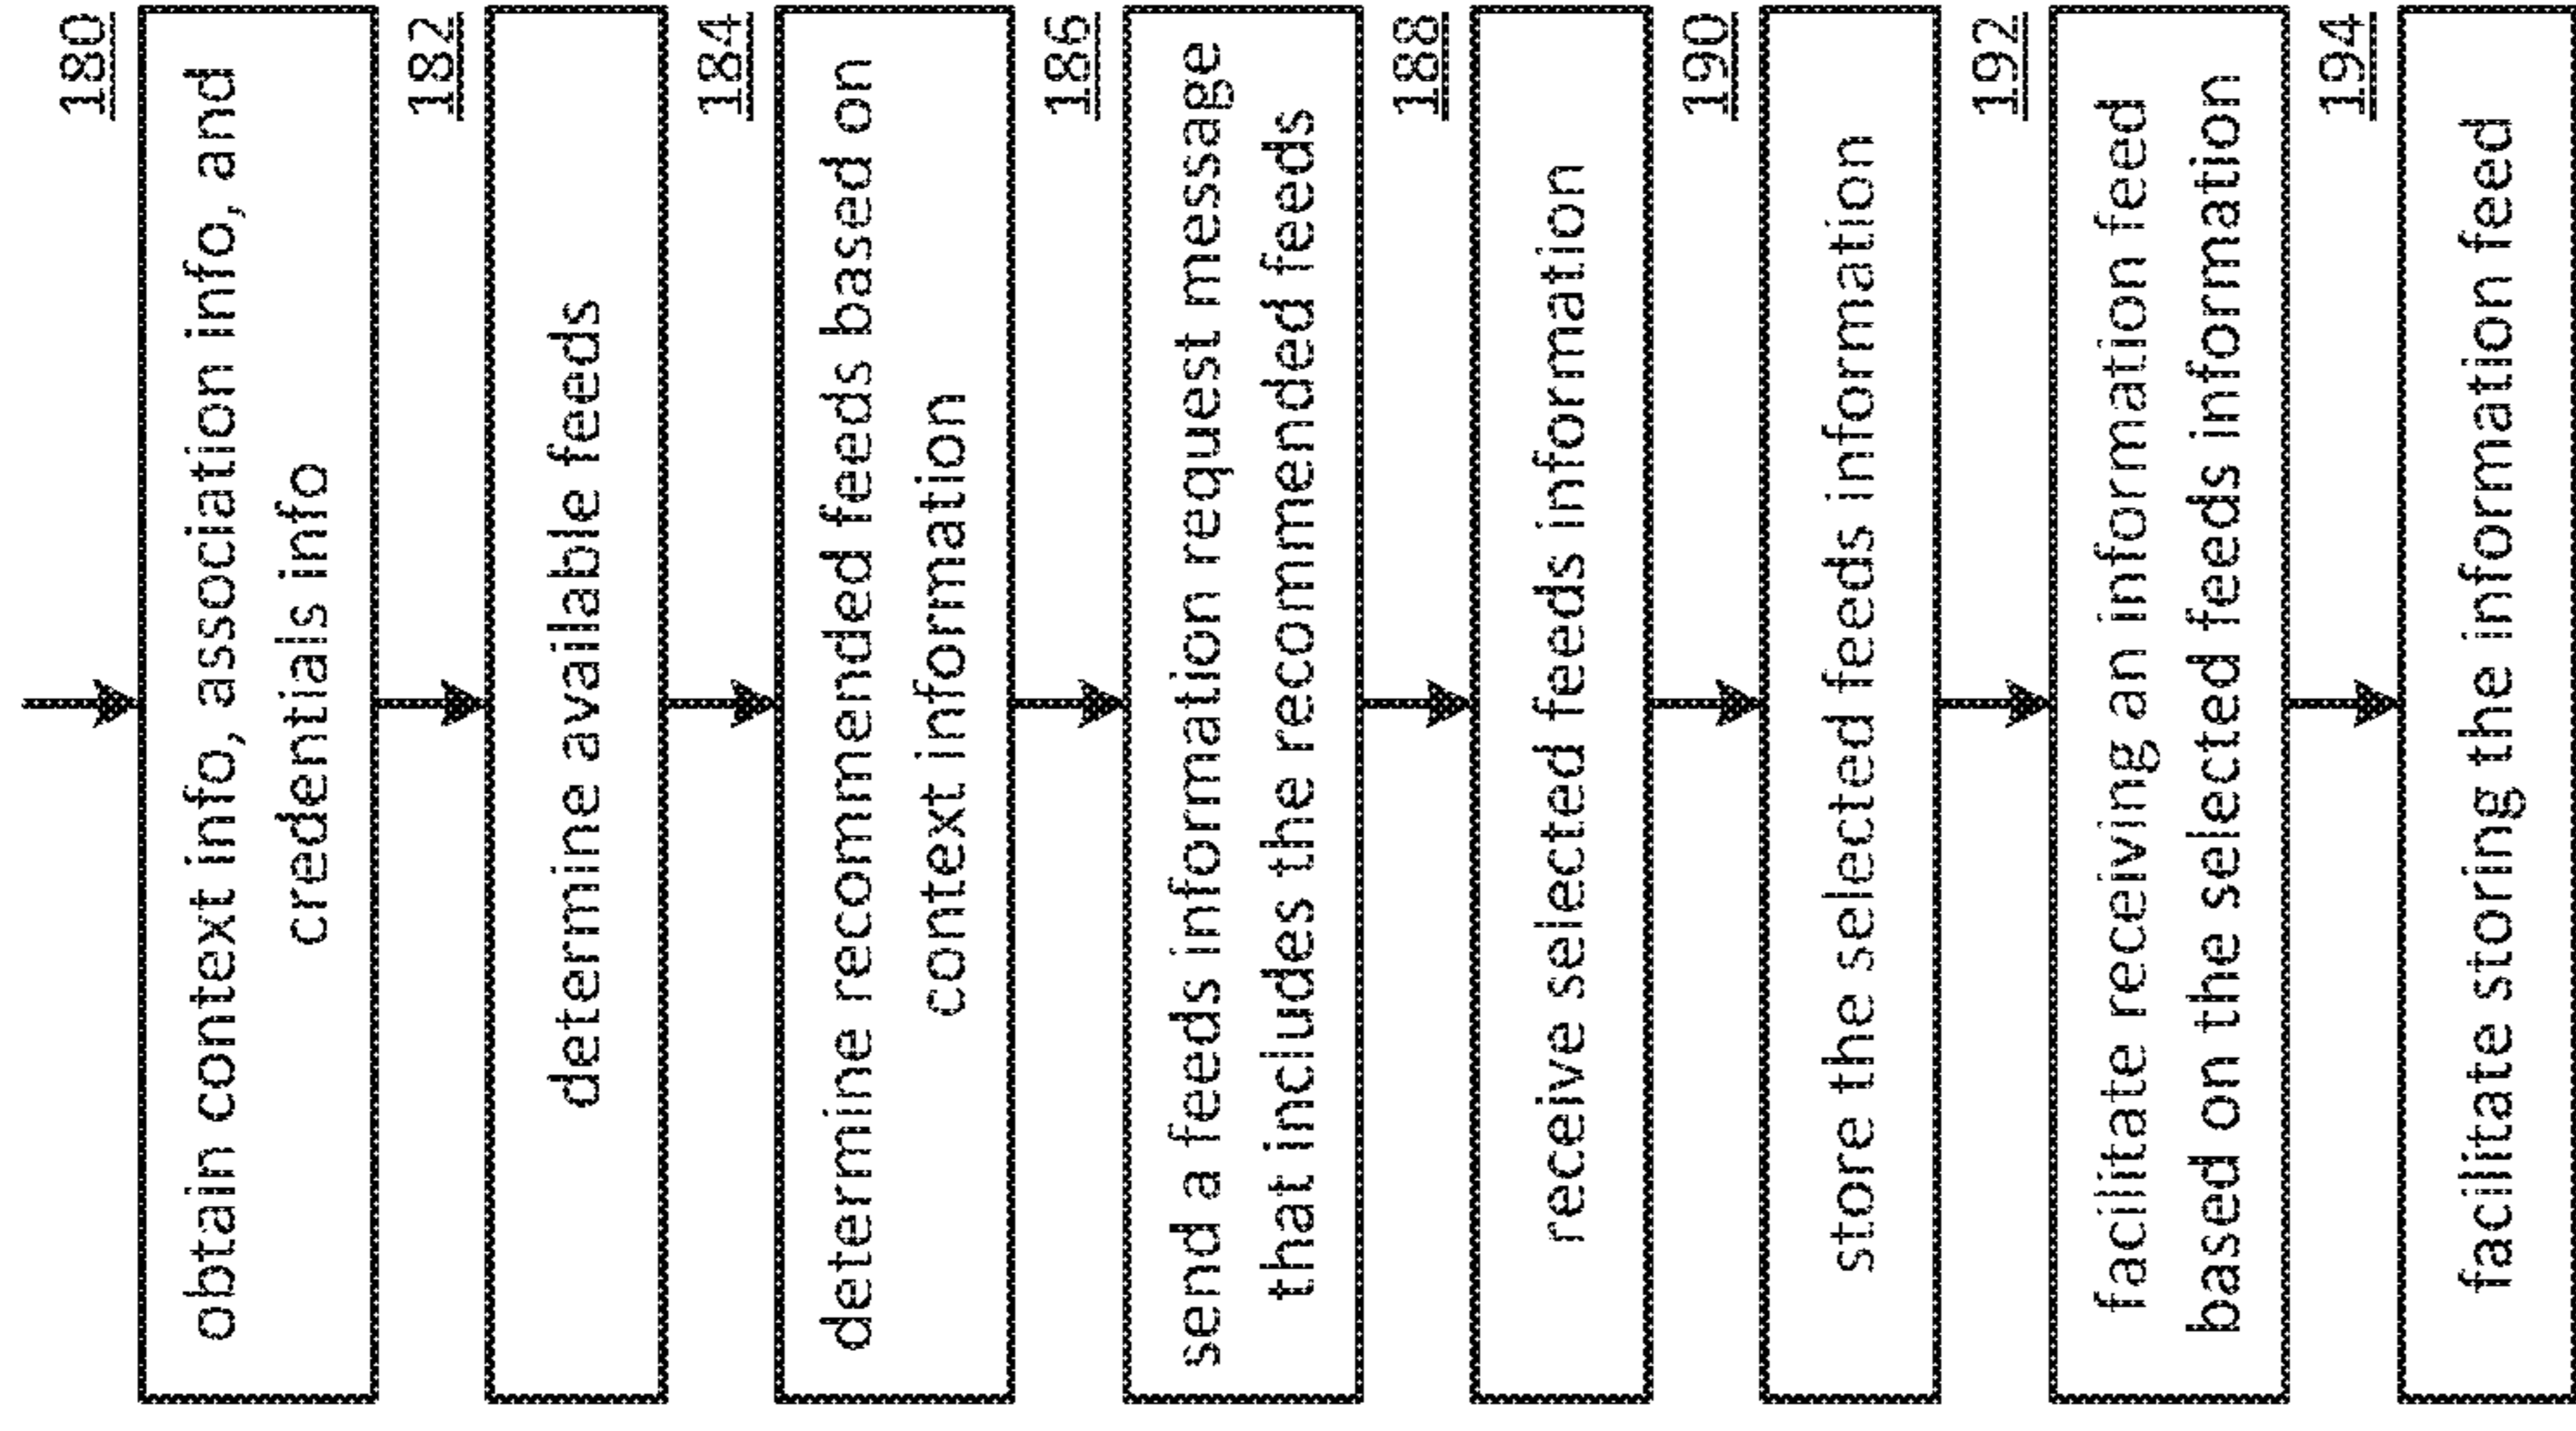 180
obtain context info, association info, and
credentials info
182
determine available feeds
184
determine recommended feeds based on
context information
186
send a feeds information request message
that includes the recommended feeds
188
receive selected feeds information
190
store the selected feeds information
192
facilitate receiving an information feed
based on the selected feeds information
194
facilitate storing the information feed